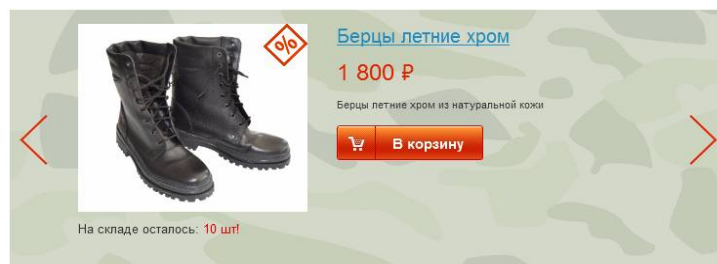 %
Берцы летние хром
1 800 ₽
Берцы летние хром из натуральной кожи
В корзину
На складе осталось: 10 шт!